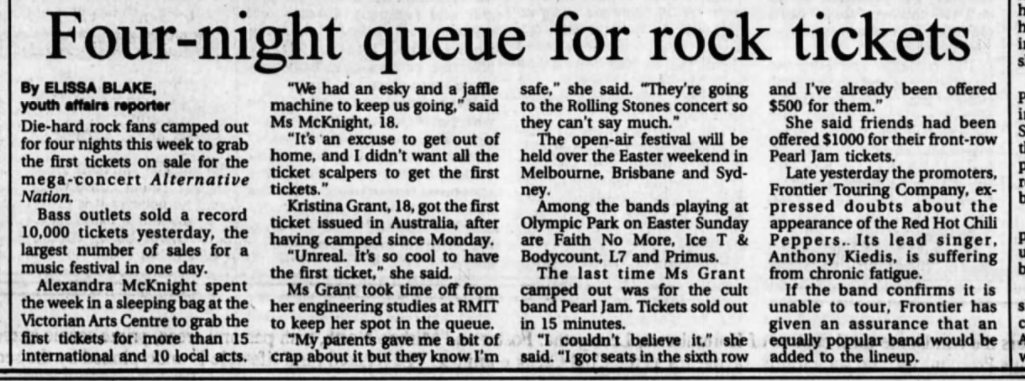 Four-night queue for rock tickets
By ELISSA BLAKE,
youth affairs reporter
Die-hard rock fans camped out
for four nights this week to grab
the first tickets on sale for the
mega-concert Alternative
Nation.
Bass outlets sold a record
10,000 tickets yesterday, the
largest number of sales for a
music festival in one day.
Alexandra McKnight spent
the week in a sleeping bag at the
Victorian Arts Centre to grab the
first tickets for more than 15
international and 10 local acts.
"We had an esky and a jaffle
machine to keep us going," said
Ms McKnight, 18.
"It's an excuse to get out of
home, and I didn't want all the
ticket scalpers to get the first
tickets."
Kristina Grant, 18, got the first
ticket issued in Australia, after
having camped since Monday.
"Unreal. It's so cool to have
the first ticket," she said.
Ms Grant took time off from
her engineering studies at RMIT
to keep her spot in the queue.
"My parents gave me a bit of
crap about it but they know I'm
safe," she said. "They're going
to the Rolling Stones concert so
they can't say much."
The open-air festival will be
held over the Easter weekend in
Melbourne, Brisbane and Syd-
ney.
Among the bands playing at
Olympic Park on Easter Sunday
are Faith No More, Ice T &
Bodycount, L7 and Primus.
The last time Ms Grant
camped out was for the cult
band Pearl Jam. Tickets sold out
in 15 minutes.
"I couldn't believe it," she
said. "I got seats in the sixth row
and I've already been offered
$500 for them."
She said friends had been
offered $1000 for their front-row
Pearl Jam tickets.
Late yesterday the promoters,
Frontier Touring Company, ex-
pressed doubts about the
appearance of the Red Hot Chili
Peppers. Its lead singer,
Anthony Kiedis, is suffering
from chronic fatigue.
If the band confirms it is
unable to tour, Frontier has
given an assurance that an
equally popular band would be
added to the lineup.